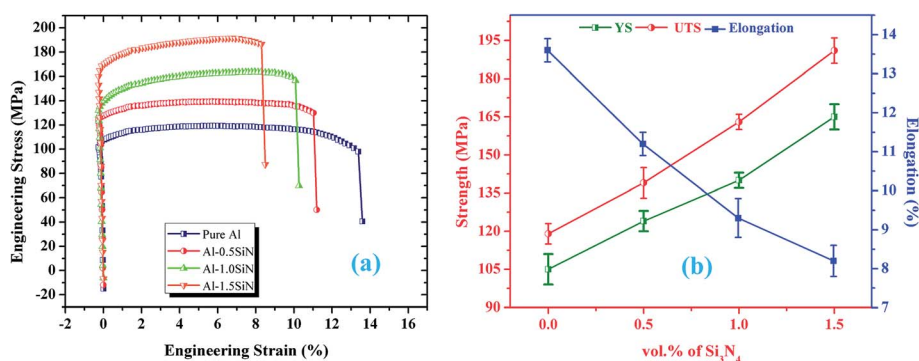 200
180
160
140
120
100
80
60
40
20
0
-20
Engineering Stress (MPa)
Pure Al
Al-0.5SiN
Al-1.0SiN
Al-1.5SiN
(a)
-2 0 2 4 6 8 10 12 14 16
Engineering Strain (%)
YS UTS Elongation
195
180
165
150
135
120
105
90
Strength (MPa)
(b)
14
13
12
11
10
9
8
7
Elongation (%)
0.0 0.5 1.0 1.5
vol.% of Si3N4